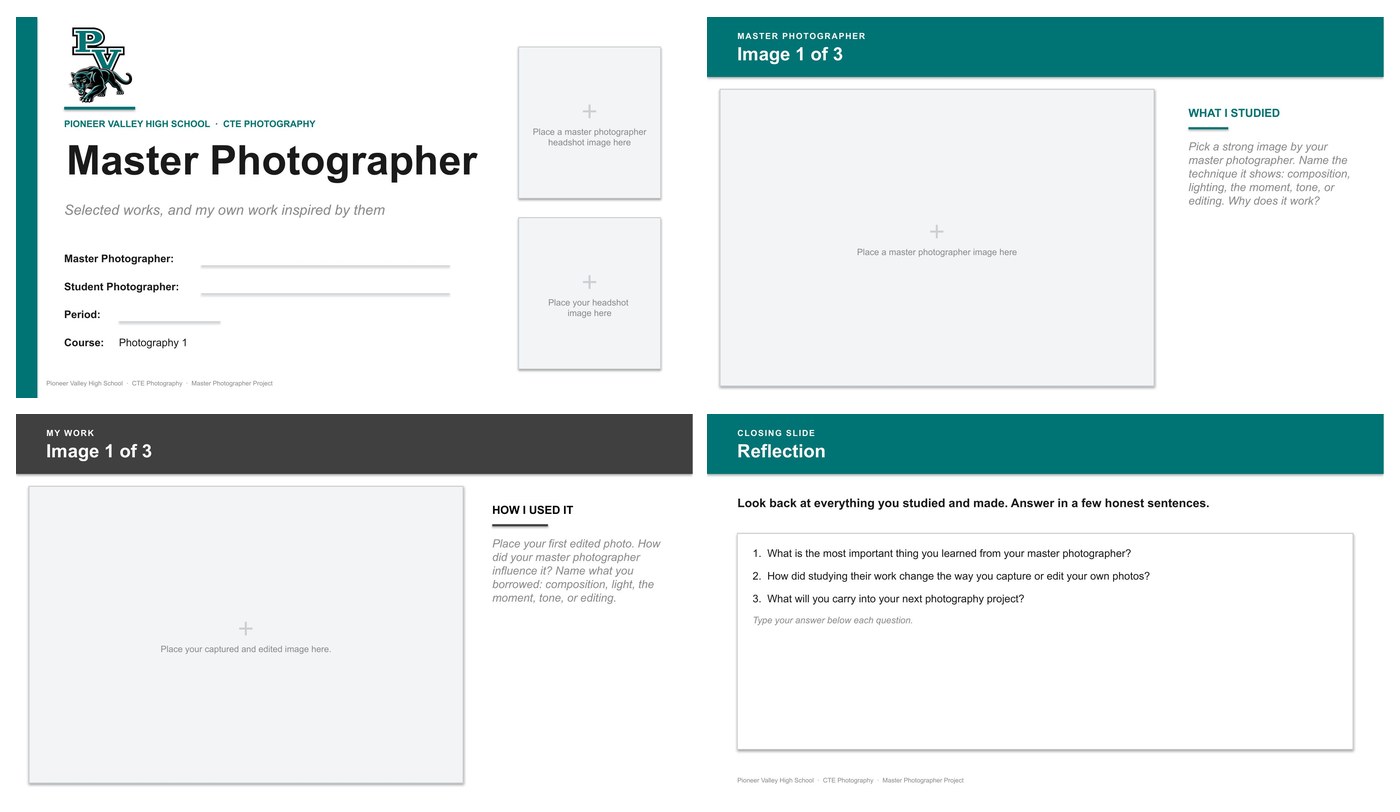 PV
PIONEER VALLEY HIGH SCHOOL · CTE PHOTOGRAPHY
Master Photographer
Selected works, and my own work inspired by them
Master Photographer:
Student Photographer:
Period:
Course: Photography 1
Pioneer Valley High School · CTE Photography · Master Photographer Project
+
Place a master photographer
headshot image here
+
Place your headshot
image here
MASTER PHOTOGRAPHER
Image 1 of 3
+
Place a master photographer image here
WHAT I STUDIED
Pick a strong image by your
master photographer. Name the
technique it shows: composition,
lighting, the moment, tone, or
editing. Why does it work?
MY WORK
Image 1 of 3
+
Place your captured and edited image here.
HOW I USED IT
Place your first edited photo. How
did your master photographer
influence it? Name what you
borrowed: composition, light, the
moment, tone, or editing.
CLOSING SLIDE
Reflection
Look back at everything you studied and made. Answer in a few honest sentences.
1. What is the most important thing you learned from your master photographer?
2. How did studying their work change the way you capture or edit your own photos?
3. What will you carry into your next photography project?
Type your answer below each question.
Pioneer Valley High School · CTE Photography · Master Photographer Project